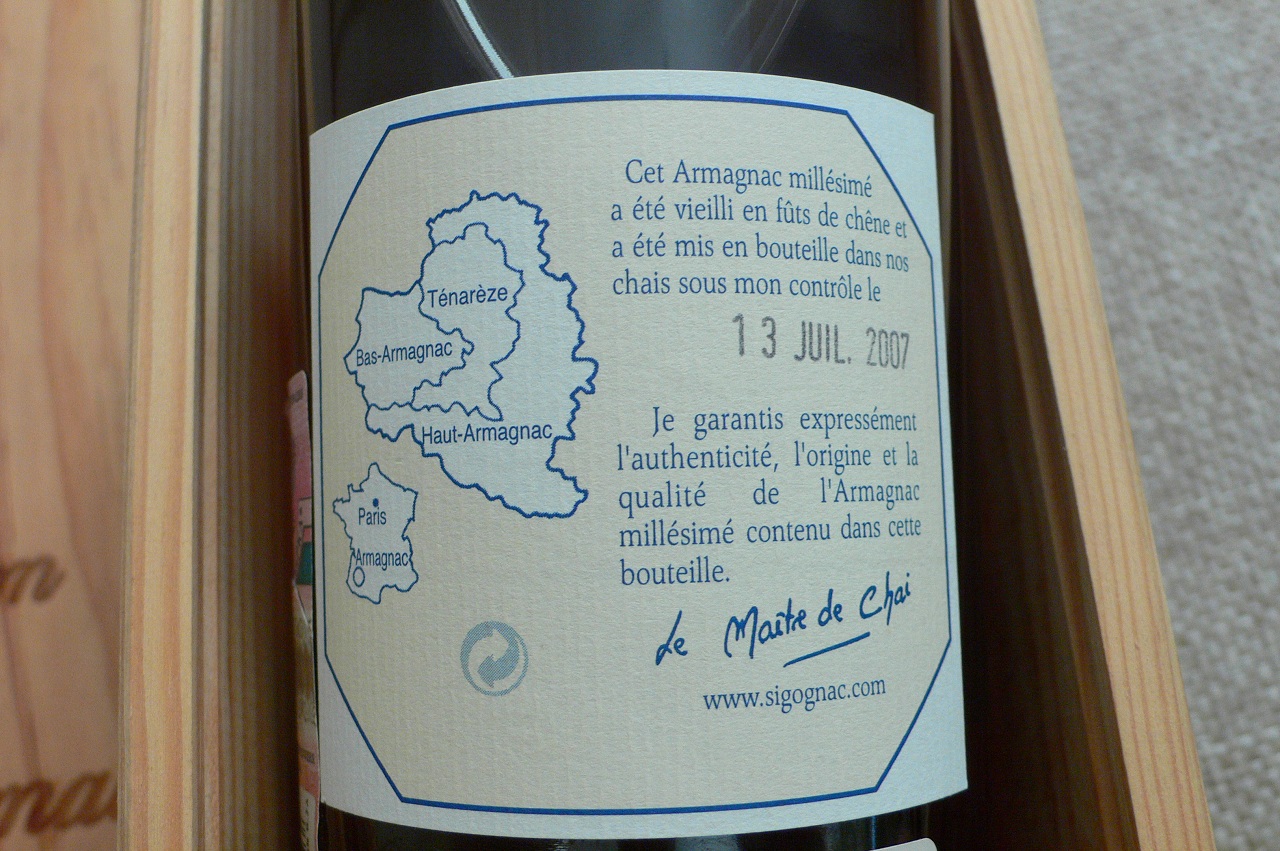 Cet Armagnac millésimé
a été vieilli en fûts de chêne et
a été mis en bouteille dans nos
chais sous mon contrôle le
13 JUIL. 2007
Je garantis expressément
l'authenticité, l'origine et la
qualité de l'Armagnac
millésimé contenu dans cette
bouteille.
Le Maître de Chai
www.sigognac.com
Ténarèze
Bas-Armagnac
Haut-Armagnac
Paris
Armagnac